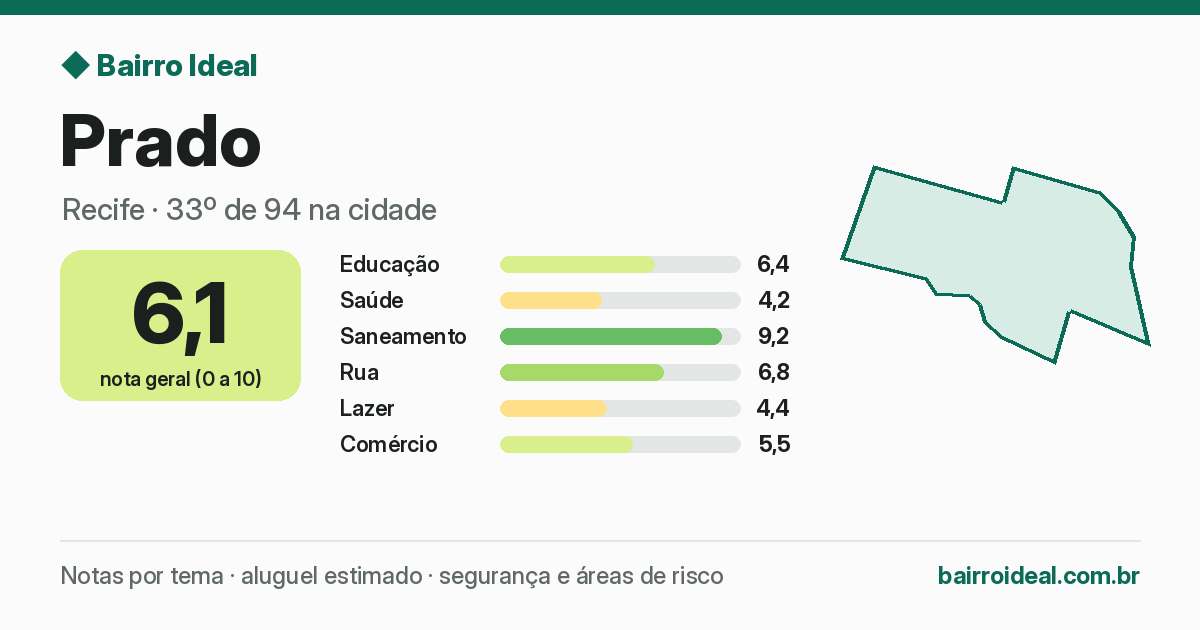 Bairro Ideal
Prado
Recife · 33º de 94 na cidade
6,1
nota geral (0 a 10)
Educação 6,4
Saúde 4,2
Saneamento 9,2
Rua 6,8
Lazer 4,4
Comércio 5,5
Notas por tema · aluguel estimado · segurança e áreas de risco
bairroideal.com.br